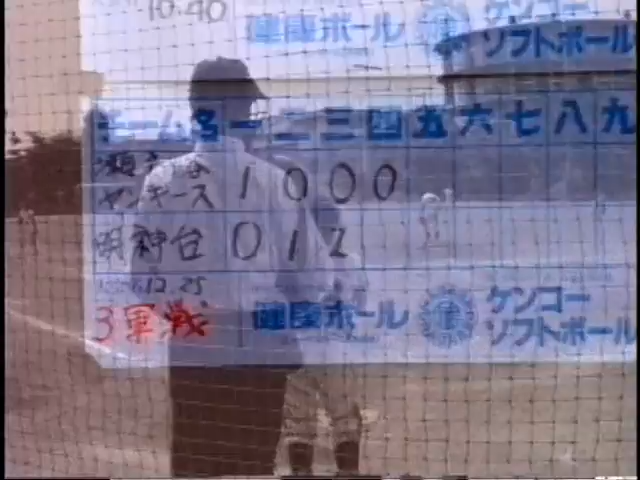 10:40
健康ボール ケンコー
ソフトボール
チーム名 一 二 三 四 五 六 七 八 九
ヤンキース 1 0 0 0
明神台 0 1 2
12.25
3軍戦 健康ボール ケンコー
ソフトボール